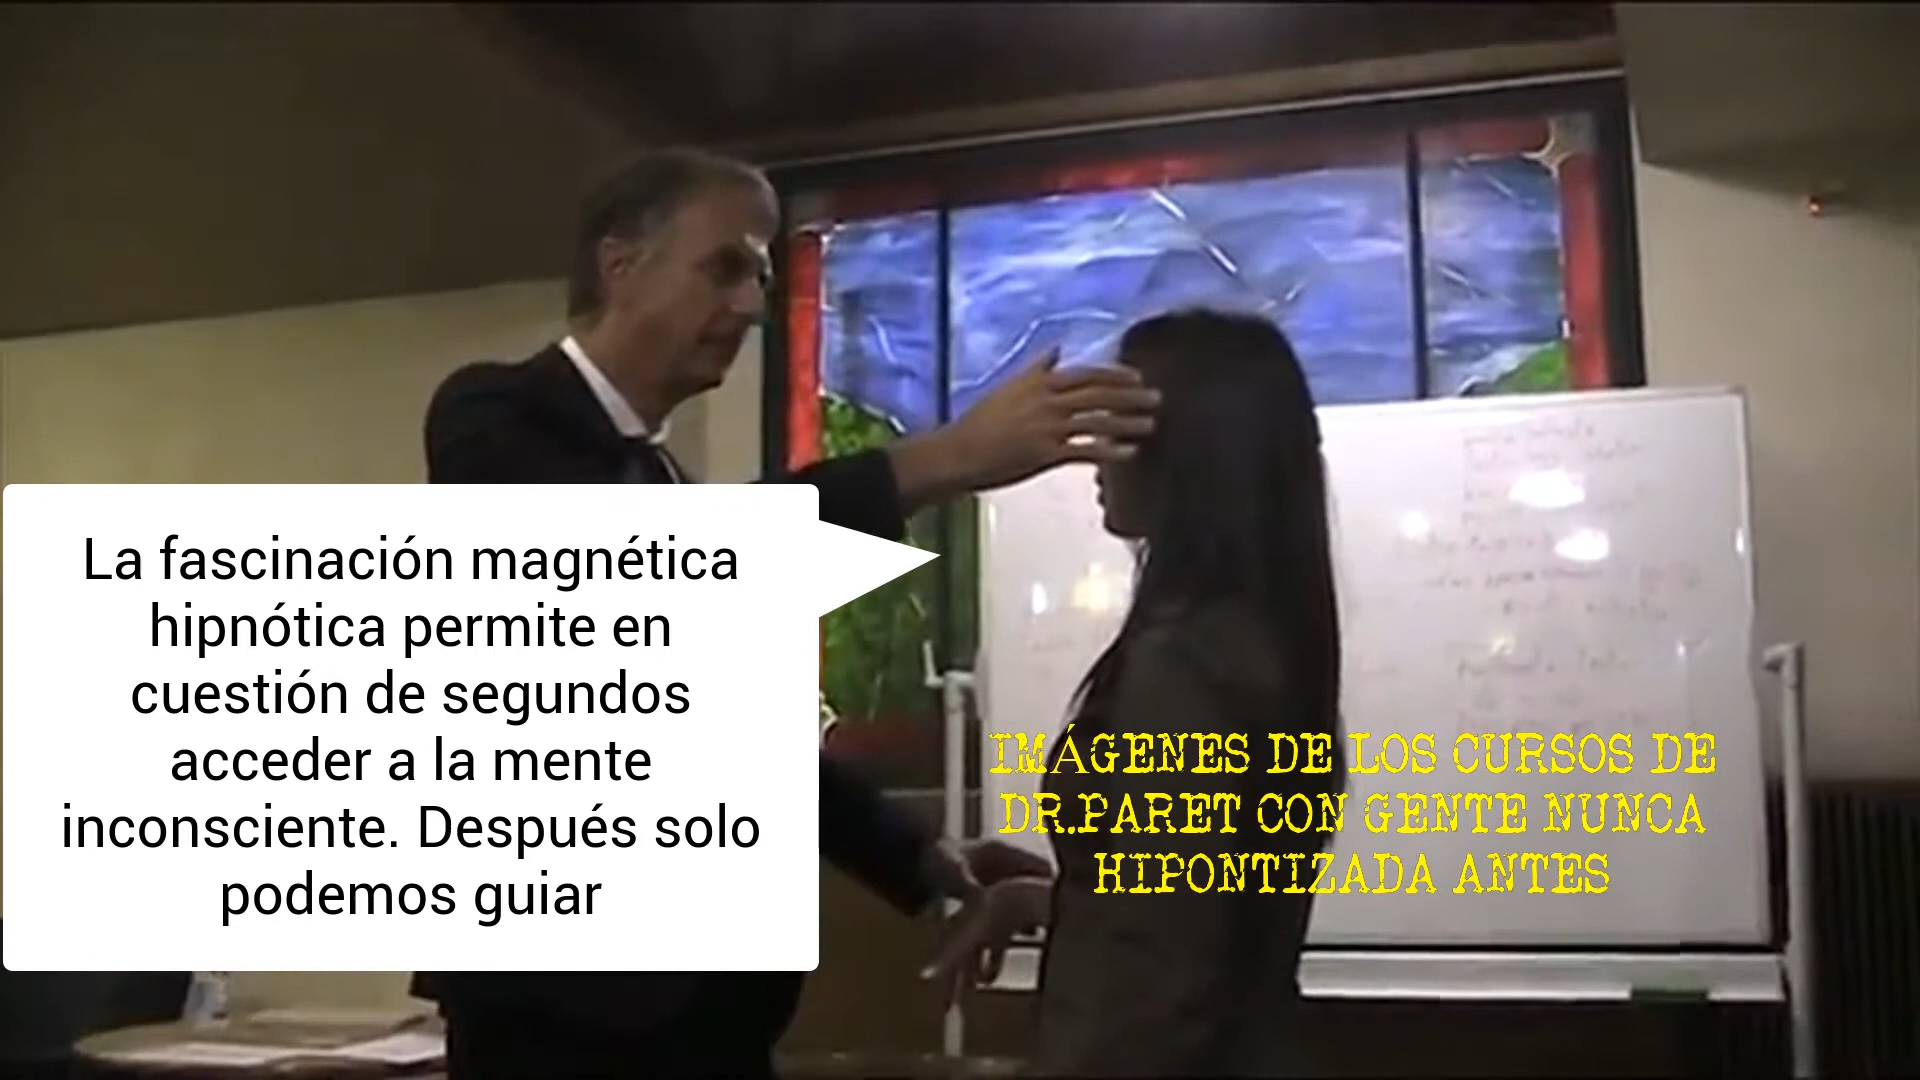 La fascinación magnética
hipnótica permite en
cuestión de segundos
acceder a la mente
inconsciente. Después solo
podemos guiar
IMÁGENES DE LOS CURSOS DE
DR.PARET CON GENTE NUNCA
HIPONTIZADA ANTES